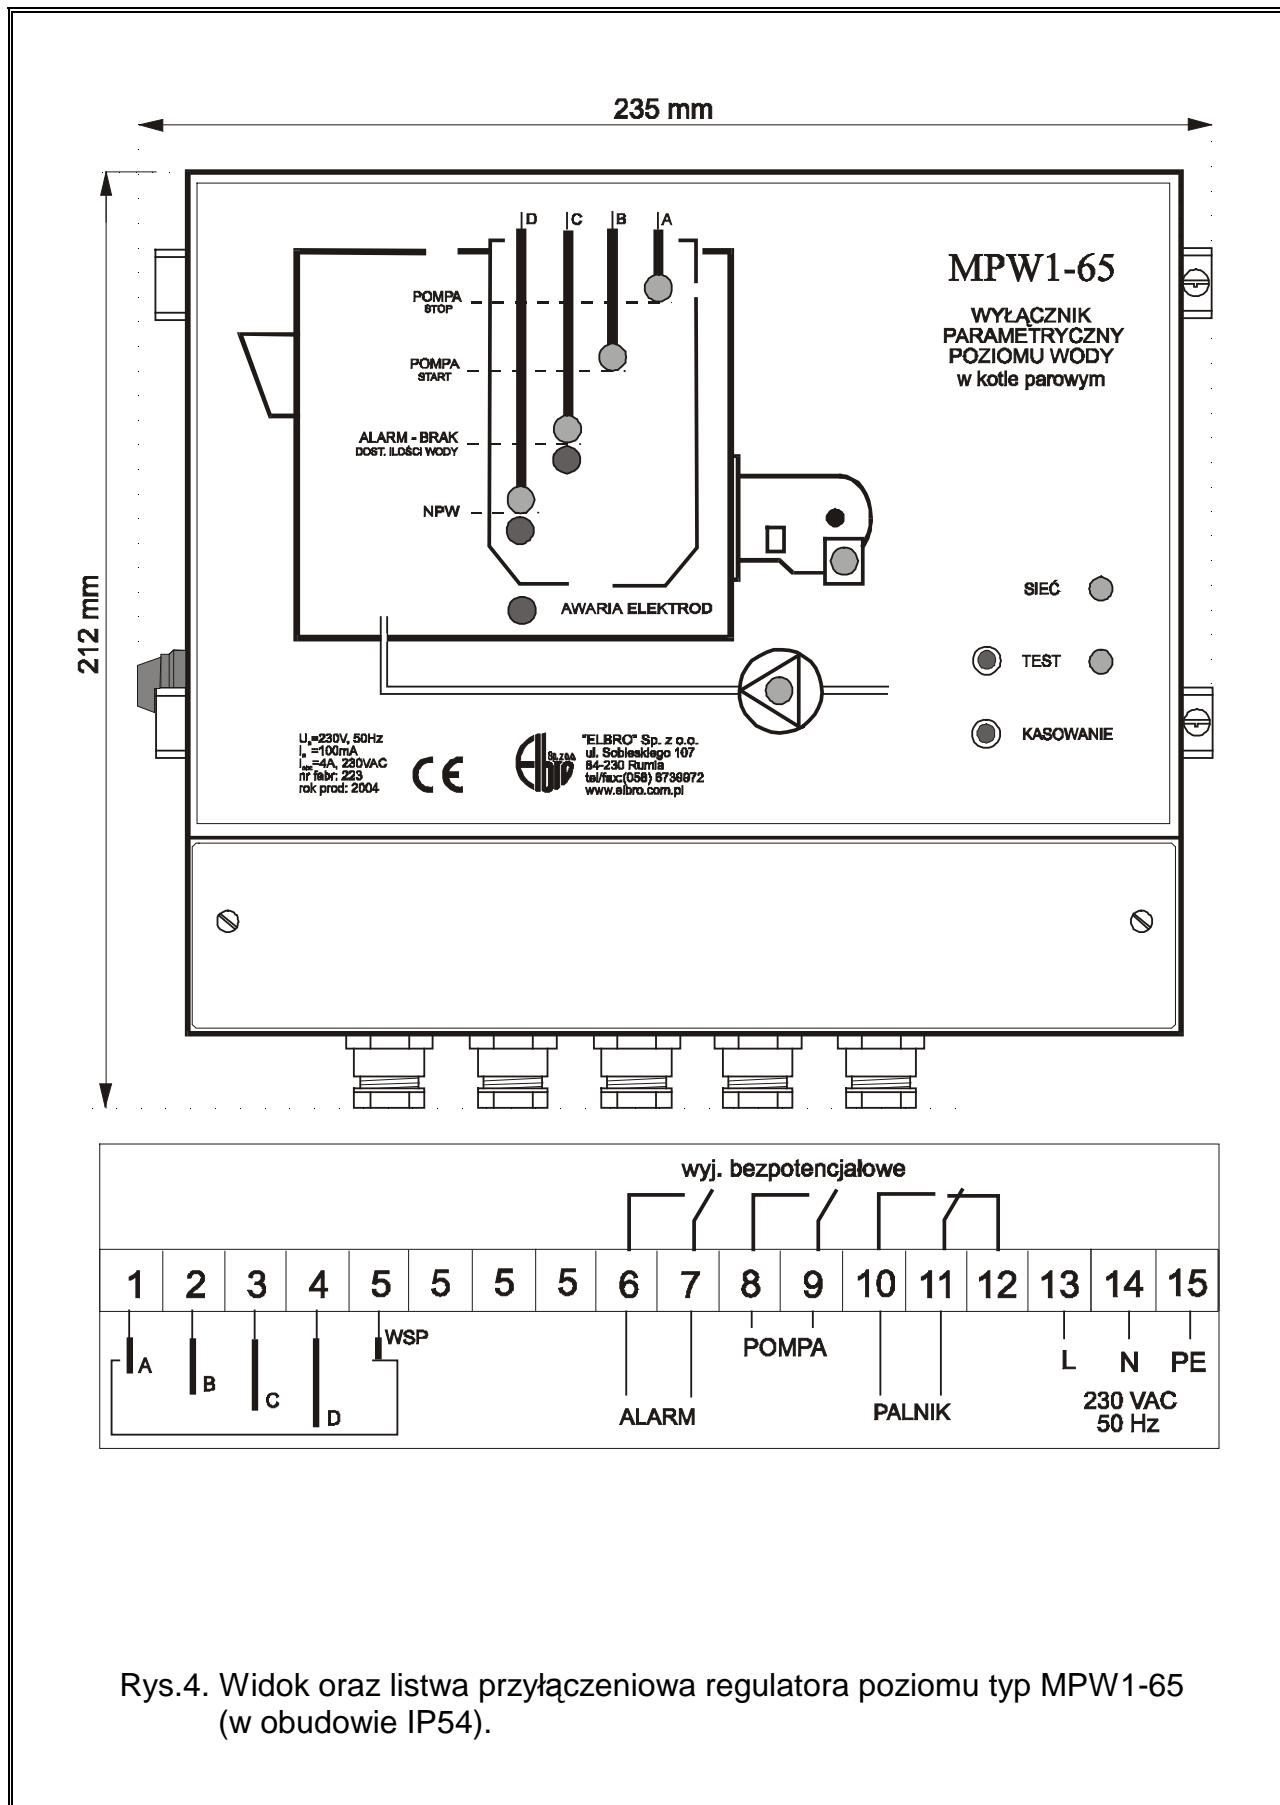 235 mm
212 mm
D C B A
POMPA
STOP
POMPA
START
ALARM - BRAK
DOST. ILOŚCI WODY
NPW
AWARIA ELEKTROD
MPW1-65
WYŁĄCZNIK
PARAMETRYCZNY
POZIOMU WODY
w kotle parowym
SIEĆ
TEST
KASOWANIE
=230V, 50Hz
=100mA
=4A, 230VAC
nr fabr: 223
rok prod: 2004
CE
Elbro Sp. z o.o.
"ELBRO" Sp. z o.o.
ul. Sobieskiego 107
84-230 Rumia
tel/fax:(058) 6739972
www.elbro.com.pl
wyj. bezpotencjałowe
1 2 3 4 5 5 5 5 6 7 8 9 10 11 12 13 14 15
A B C D WSP
ALARM
POMPA
PALNIK
L N PE
230 VAC
50 Hz
Rys.4. Widok oraz listwa przyłączeniowa regulatora poziomu typ MPW1-65
(w obudowie IP54).